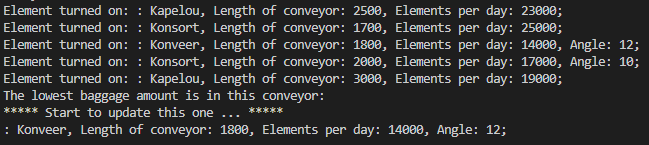 Element turned on: : Kapelou, Length of conveyor: 2500, Elements per day: 23000;
Element turned on: : Konsort, Length of conveyor: 1700, Elements per day: 25000;
Element turned on: : Konveer, Length of conveyor: 1800, Elements per day: 14000, Angle: 12;
Element turned on: : Konsort, Length of conveyor: 2000, Elements per day: 17000, Angle: 10;
Element turned on: : Kapelou, Length of conveyor: 3000, Elements per day: 19000;
The lowest baggage amount is in this conveyor:
***** Start to update this one ... *****
: Konveer, Length of conveyor: 1800, Elements per day: 14000, Angle: 12;